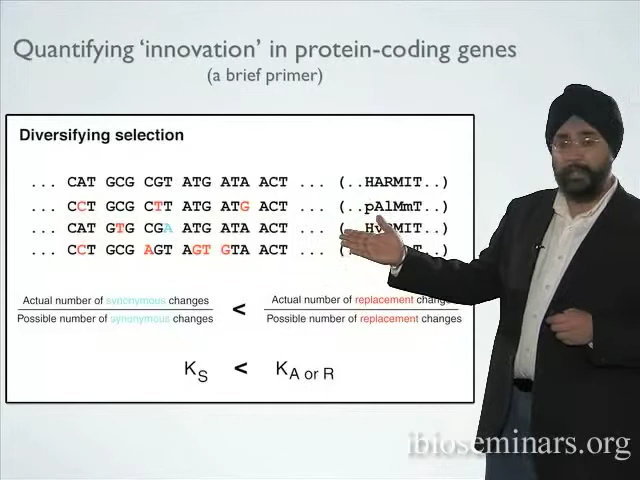 Quantifying ‘innovation’ in protein-coding genes
(a brief primer)
Diversifying selection
... CAT GCG CGT ATG ATA ACT ... (..HARMIT..)
... CCT GCG CTT ATG ATG ACT ... (..pAlMmT..)
... CAT GTG CGA ATG ATA ACT ... (..HvRMIT..)
... CCT GCG AGT AGT GTA ACT ...
Actual number of synonymous changes
Possible number of synonymous changes
<
Actual number of replacement
Possible number of replacement changes
KS < KA or R
ibioseminars.org